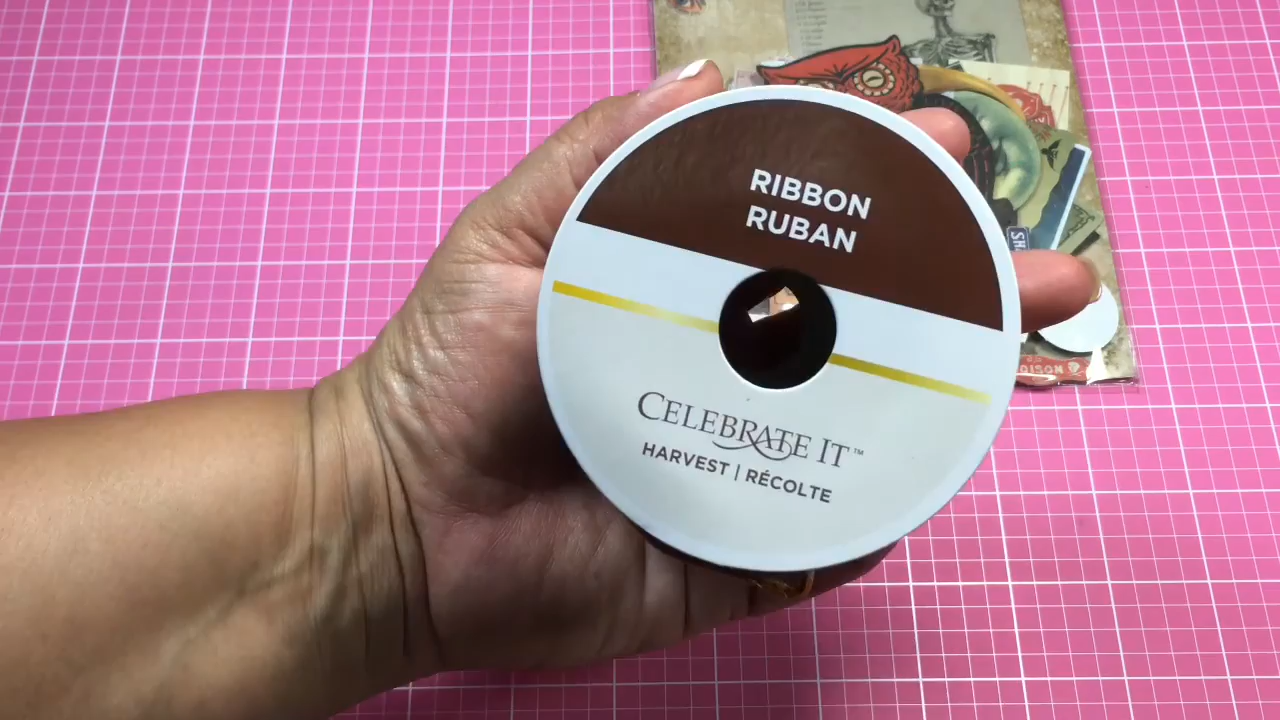 RIBBON
RUBAN
CELEBRATE IT™
HARVEST | RÉCOLTE